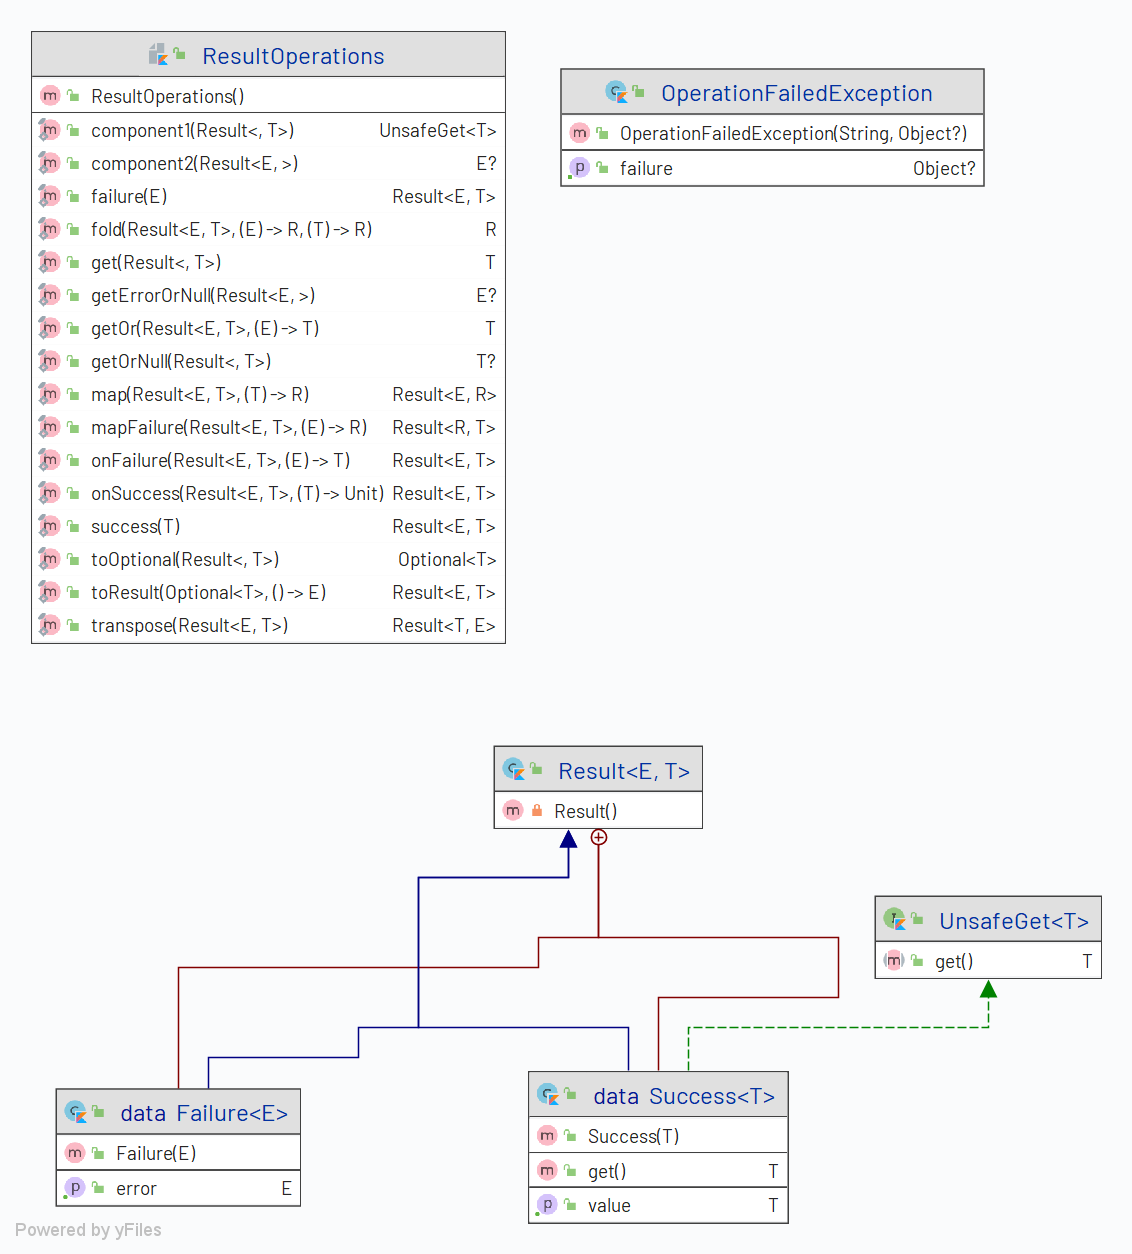 ResultOperations
ResultOperations()
component1(Result<, T>) UnsafeGet<T>
component2(Result<E, >) E?
failure(E) Result<E, T>
fold(Result<E, T>, (E) -> R, (T) -> R) R
get(Result<, T>) T
getErrorOrNull(Result<E, >) E?
getOr(Result<E, T>, (E) -> T) T
getOrNull(Result<, T>) T?
map(Result<E, T>, (T) -> R) Result<E, R>
mapFailure(Result<E, T>, (E) -> R) Result<R, T>
onFailure(Result<E, T>, (E) -> T) Result<E, T>
onSuccess(Result<E, T>, (T) -> Unit) Result<E, T>
success(T) Result<E, T>
toOptional(Result<, T>) Optional<T>
toResult(Optional<T>, () -> E) Result<E, T>
transpose(Result<E, T>) Result<T, E>
OperationFailedException
OperationFailedException(String, Object?)
failure Object?
Result<E, T>
Result()
UnsafeGet<T>
get() T
data Failure<E>
Failure(E)
error E
data Success<T>
Success(T)
get() T
value T
Powered by yFiles